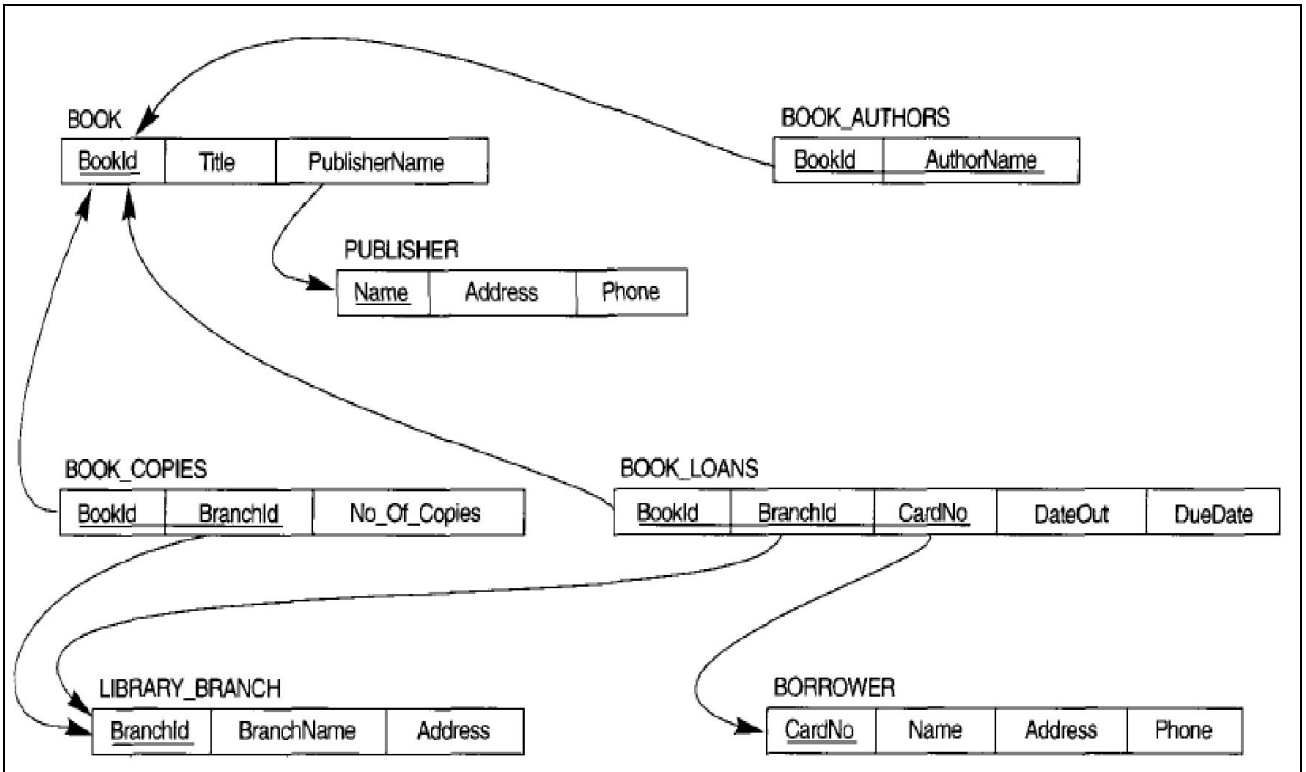 BOOK
BookId Title PublisherName
BOOK_AUTHORS
BookId AuthorName
PUBLISHER
Name Address Phone
BOOK_COPIES
BookId BranchId No_Of_Copies
BOOK_LOANS
BookId BranchId CardNo DateOut DueDate
LIBRARY_BRANCH
BranchId BranchName Address
BORROWER
CardNo Name Address Phone